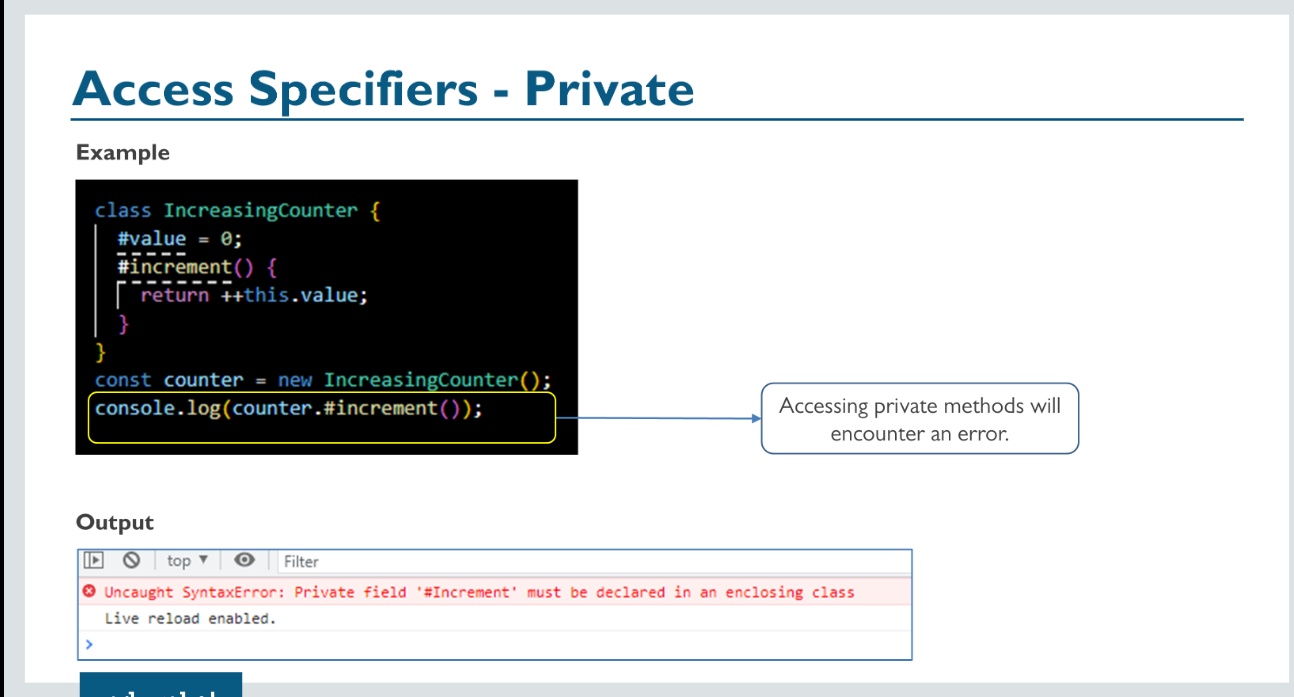 Access Specifiers - Private
Example
class IncreasingCounter {
#value = 0;
#increment() {
return ++this.value;
}
}
const counter = new IncreasingCounter();
console.log(counter.#increment());
Accessing private methods will
encounter an error.
Output
top ▼ Filter
Uncaught SyntaxError: Private field '#Increment' must be declared in an enclosing class
Live reload enabled.
>